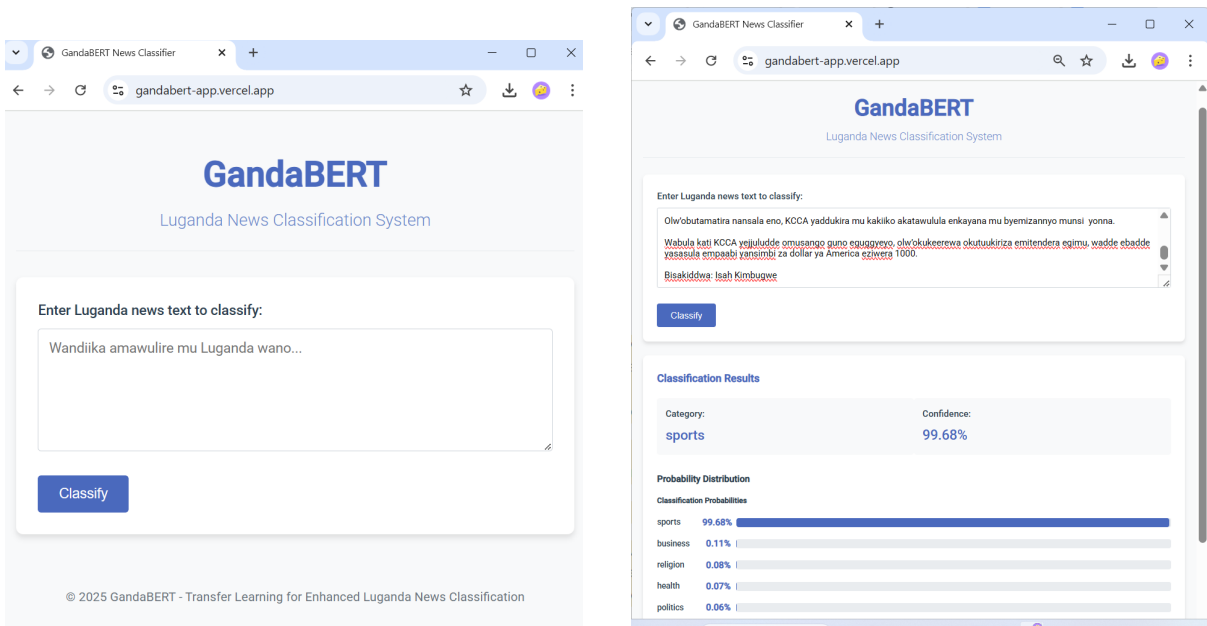 GandaBERT News Classifier
gandabert-app.vercel.app
GandaBERT
Luganda News Classification System
Enter Luganda news text to classify:
Wandiika amawulire mu Luganda wano...
Classify
© 2025 GandaBERT - Transfer Learning for Enhanced Luganda News Classification
GandaBERT News Classifier
gandabert-app.vercel.app
GandaBERT
Luganda News Classification System
Enter Luganda news text to classify:
Olw'obutamatira nansala eno, KCCA yaddukira mu kakiiko akatawulula enkayana mu byemizannyo munsi yonna.
Wabula kati KCCA yejjuludde omusango guno eguggyeyo, olw'okukeerewa okutuukiriza emitendera egimu, wadde ebadde
yasasula empaabi yansimbi za dollar ya America eziwera 1000.
Bisakiddwa: Isah Kimbugwe
Classify
Classification Results
Category: Confidence:
sports 99.68%
Probability Distribution
Classification Probabilities
sports 99.68%
business 0.11%
religion 0.08%
health 0.07%
politics 0.06%